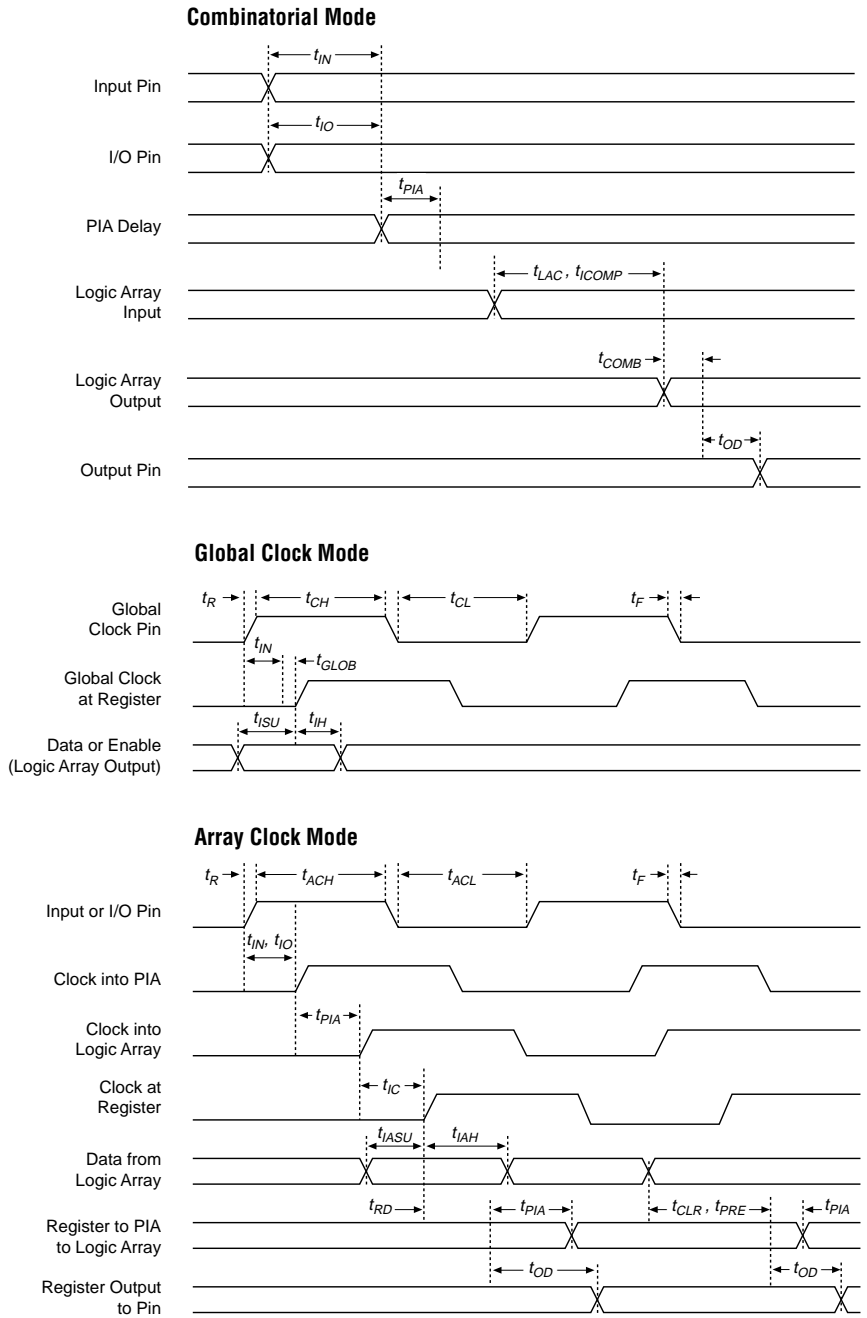 Combinatorial Mode
tIN
Input Pin
tIO
I/O Pin
tPIA
PIA Delay
tLAC , tICOMP
Logic Array
Input
tCOMB
Logic Array
Output
tOD
Output Pin
Global Clock Mode
tR
tCH
tCL
tF
Global
Clock Pin
tIN
tGLOB
Global Clock
at Register
tISU
tIH
Data or Enable
(Logic Array Output)
Array Clock Mode
tR
tACH
tACL
tF
Input or I/O Pin
tIN, tIO
Clock into PIA
tPIA
Clock into
Logic Array
tIC
Clock at
Register
tIASU
tIAH
Data from
Logic Array
tRD
tPIA
tCLR , tPRE
tPIA
Register to PIA
to Logic Array
tOD
tOD
Register Output
to Pin